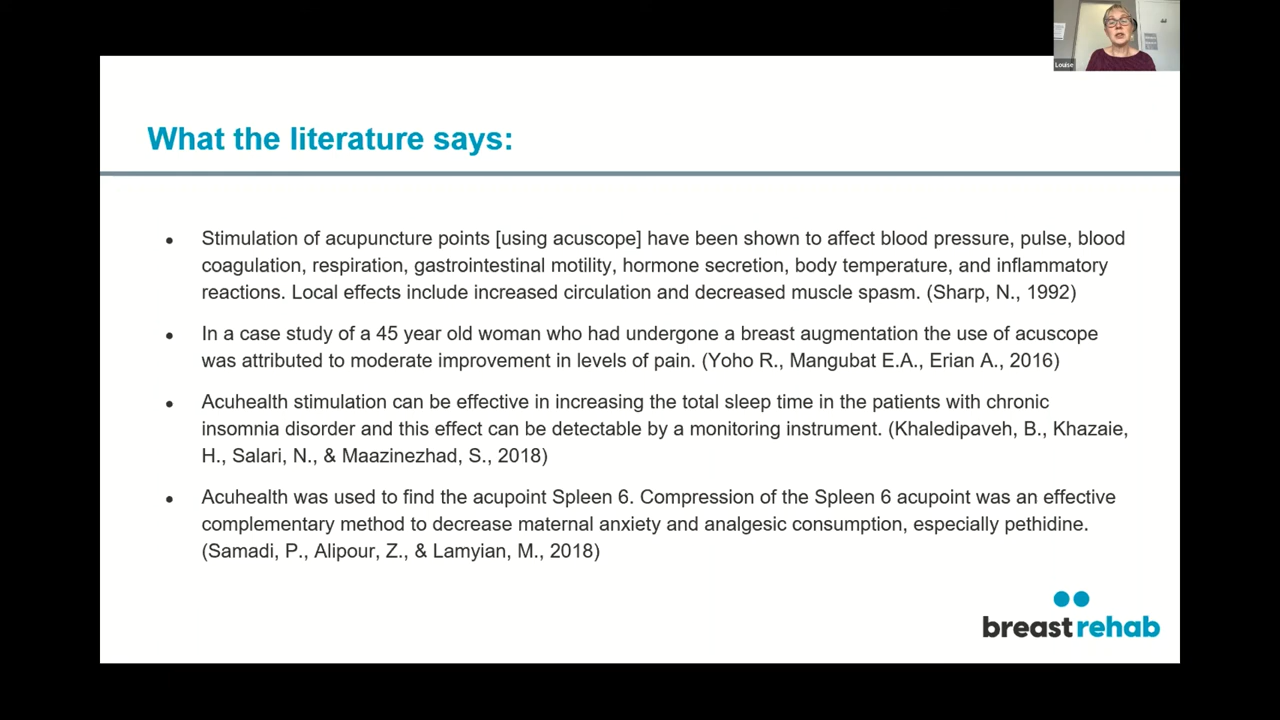 Louise
What the literature says:
• Stimulation of acupuncture points [using acuscope] have been shown to affect blood pressure, pulse, blood
coagulation, respiration, gastrointestinal motility, hormone secretion, body temperature, and inflammatory
reactions. Local effects include increased circulation and decreased muscle spasm. (Sharp, N., 1992)
• In a case study of a 45 year old woman who had undergone a breast augmentation the use of acuscope
was attributed to moderate improvement in levels of pain. (Yoho R., Mangubat E.A., Erian A., 2016)
• Acuhealth stimulation can be effective in increasing the total sleep time in the patients with chronic
insomnia disorder and this effect can be detectable by a monitoring instrument. (Khaledipaveh, B., Khazaie,
H., Salari, N., & Maazinezhad, S., 2018)
• Acuhealth was used to find the acupoint Spleen 6. Compression of the Spleen 6 acupoint was an effective
complementary method to decrease maternal anxiety and analgesic consumption, especially pethidine.
(Samadi, P., Alipour, Z., & Lamyian, M., 2018)
breast rehab